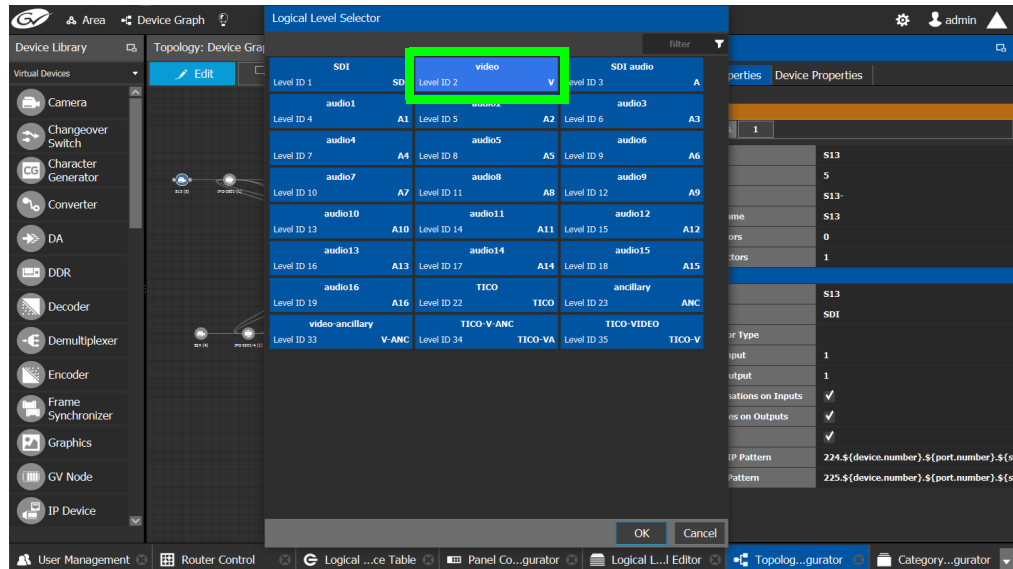 GV Area Device Graph admin
Device Library
Topology: Device Gra
Virtual Devices
Edit
Camera
Changeover
Switch
CG
Character
Generator
Converter
DA
DDR
Decoder
Demultiplexer
Encoder
Frame
Synchronizer
Graphics
GV Node
IP Device
Logical Level Selector
filter
SDI
Level ID 1 SD
video
Level ID 2 V
SDI audio
evel ID 3 A
audio1
Level ID 4 A1
audio2
Level ID 5 A2
audio3
Level ID 6 A3
audio4
Level ID 7 A4
audio5
Level ID 8 A5
audio6
Level ID 9 A6
audio7
Level ID 10 A7
audio8
Level ID 11 A8
audio9
Level ID 12 A9
audio10
Level ID 13 A10
audio11
Level ID 14 A11
audio12
Level ID 15 A12
audio13
Level ID 16 A13
audio14
Level ID 17 A14
audio15
Level ID 18 A15
audio16
Level ID 19 A16
TICO
Level ID 22 TICO
ancillary
Level ID 23 ANC
video-ancillary
Level ID 33 V-ANC
TICO-V-ANC
Level ID 34 TICO-VA
TICO-VIDEO
Level ID 35 TICO-V
OK Cancel
perties Device Properties
1
S13
5
S13-
ame S13
ors 0
ctors 1
S13
SDI
or Type
nput 1
utput 1
nations on Inputs
es on Outputs
IP Pattern 224.${device.number}.${port.number}.${s
Pattern 225.${device.number}.${port.number}.${s
User Management Router Control Logical ...ce Table Panel Co...gurator Logical L...l Editor Topolog...gurator Category...gurator